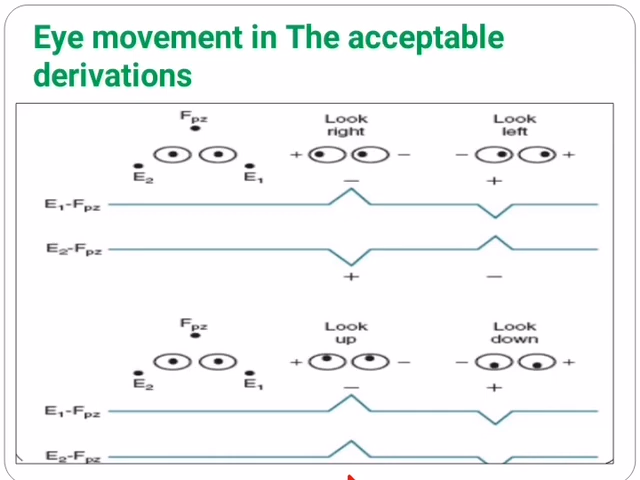 Eye movement in The acceptable
derivations
Fpz
Look
right
Look
left
+ − − +
E2 E1
− +
E1-Fpz
E2-Fpz
+ −
Fpz
Look
up
Look
down
+ − − +
E2 E1
− +
E1-Fpz
E2-Fpz